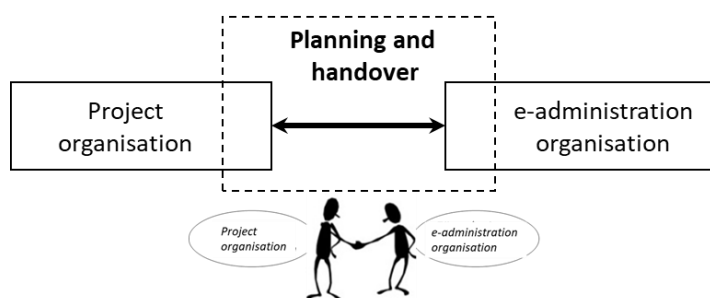 Planning and
handover
Project
organisation
e-administration
organisation
Project
organisation
e-administration
organisation